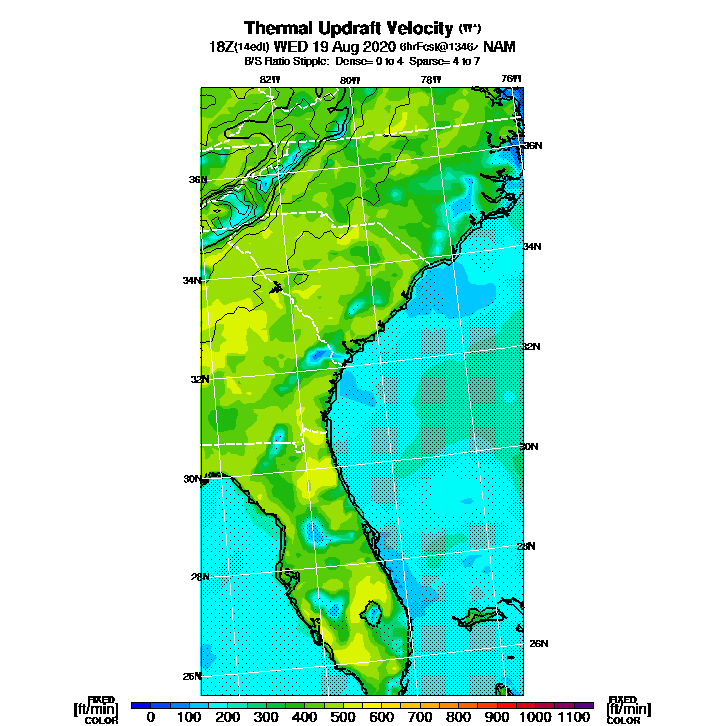 Thermal Updraft Velocity (W*)
18Z(14edt) WED 19 Aug 2020 6hrFcst@1346z NAM
B/S Ratio Stipple: Dense= 0 to 4 Sparse= 4 to 7
82W 80W 78W 76W
36N 36N
34N 34N
32N 32N
30N 30N
28N 28N
26N 26N
FIXED FIXED
[ft/min] 0 100 200 300 400 500 600 700 800 900 1000 1100 [ft/min]
COLOR COLOR